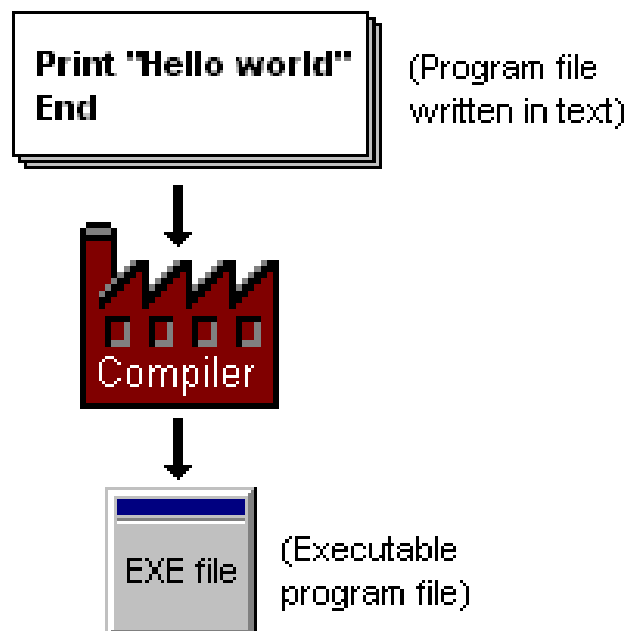 Print "Hello world"
End
(Program file
written in text)
Compiler
EXE file
(Executable
program file)